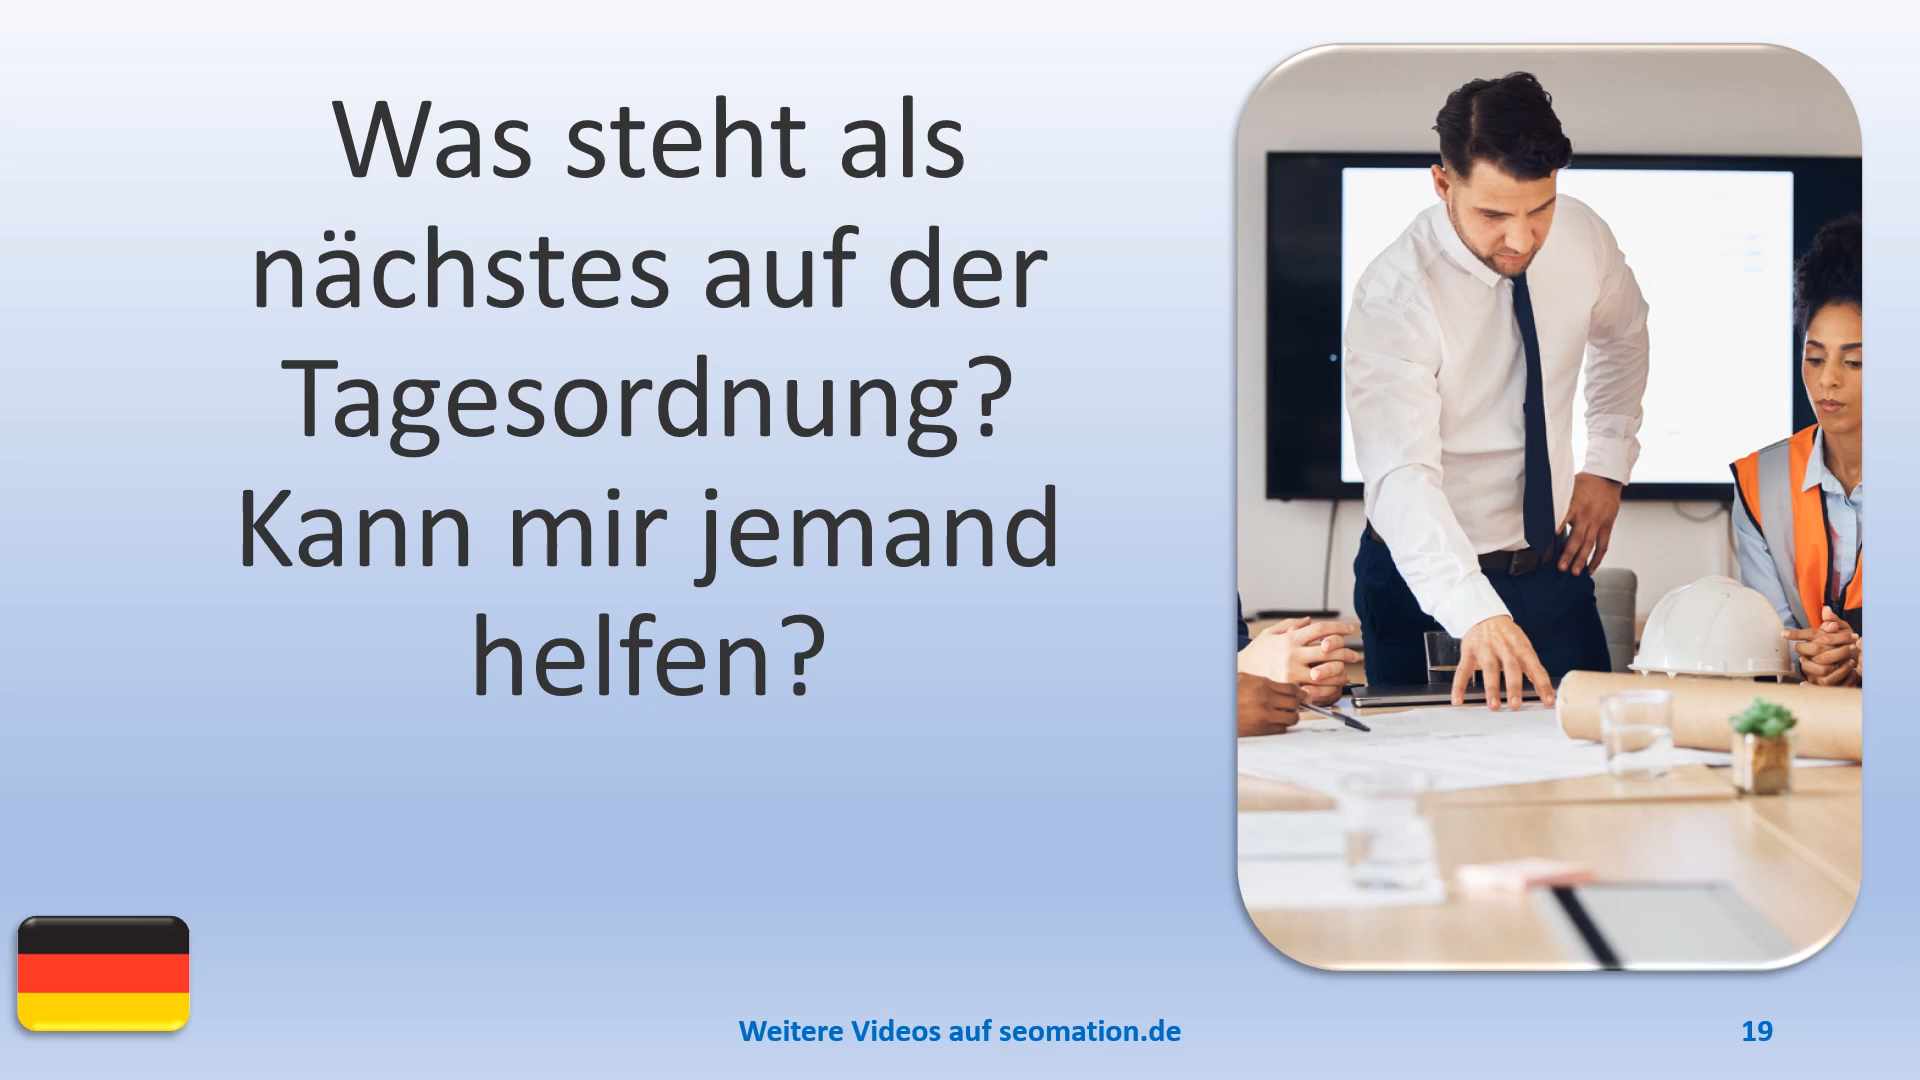 Was steht als
nächstes auf der
Tagesordnung?
Kann mir jemand
helfen?
Weitere Videos auf seomation.de
19